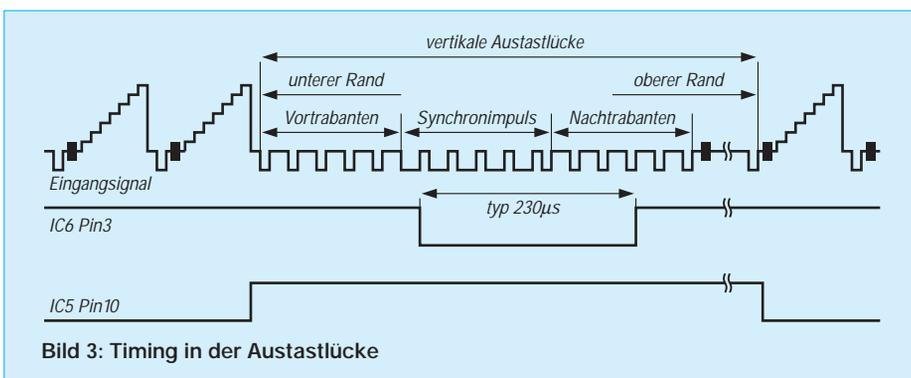 vertikale Austastlücke
unterer Rand
oberer Rand
Vortrabanten
Synchronimpuls
Nachtrabanten
Eingangsignal
typ 230µs
IC6 Pin3
IC5 Pin10
Bild 3: Timing in der Austastlücke